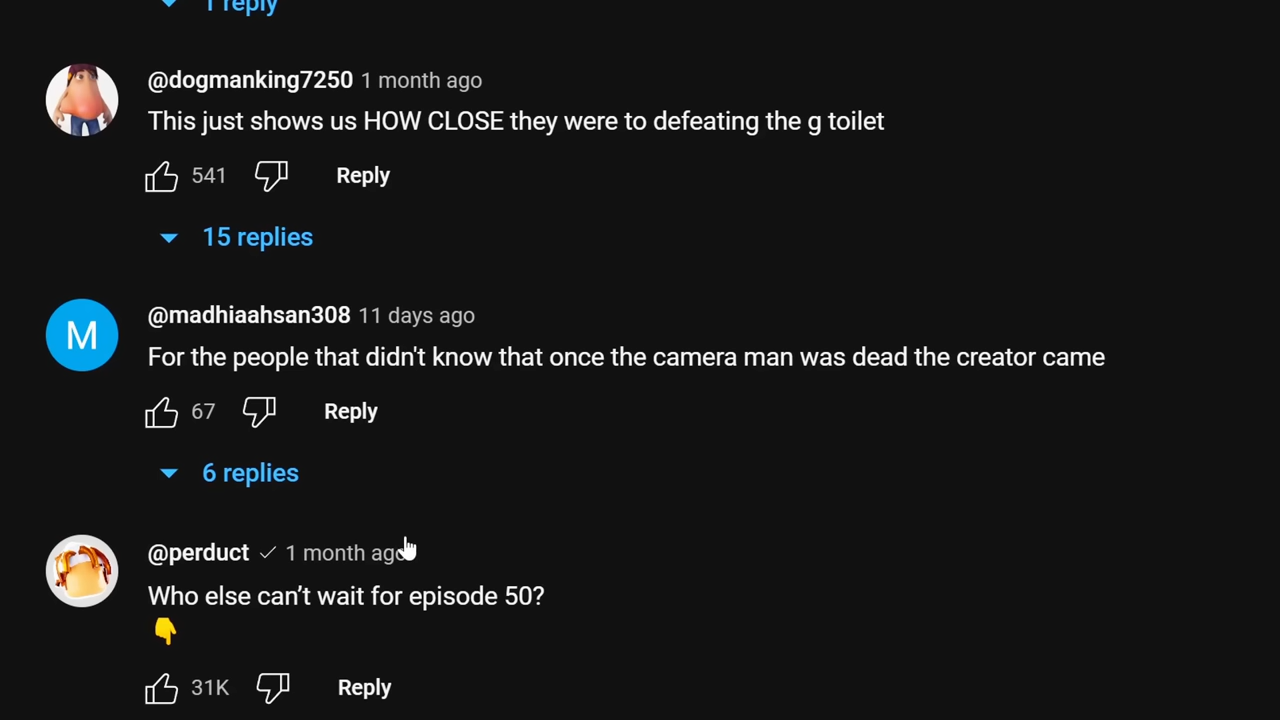 1 reply
@dogmanking7250 1 month ago
This just shows us HOW CLOSE they were to defeating the g toilet
541 Reply
15 replies
M
@madhiaahsan308 11 days ago
For the people that didn't know that once the camera man was dead the creator came
67 Reply
6 replies
@perduct 1 month ago
Who else can’t wait for episode 50?
👇
31K Reply